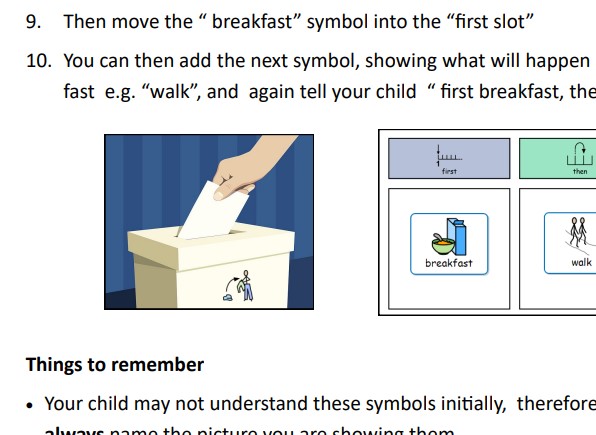 9. Then move the “ breakfast” symbol into the “first slot”
10. You can then add the next symbol, showing what will happen
fast e.g. “walk”, and again tell your child “ first breakfast, the
first
then
breakfast
walk
Things to remember
• Your child may not understand these symbols initially, therefore
always name the picture you are showing them